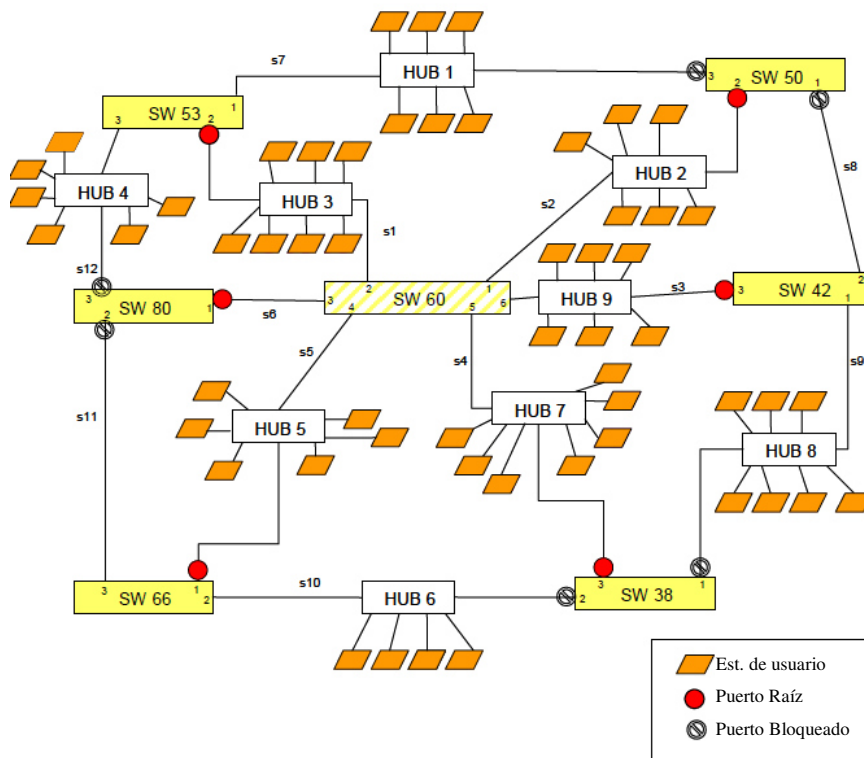 s7
HUB 1
3
SW 50
2
1
SW 53
1
2
3
s8
HUB 4
HUB 3
HUB 2
s1
s2
s12
3
SW 80
1
2
s6
3
SW 60
2
4
1
5
6
HUB 9
s3
3
SW 42
2
1
s5
s4
s9
s11
HUB 5
HUB 7
HUB 8
3
SW 66
1
2
s10
HUB 6
2
3
SW 38
1
Est. de usuario
Puerto Raíz
Puerto Bloqueado